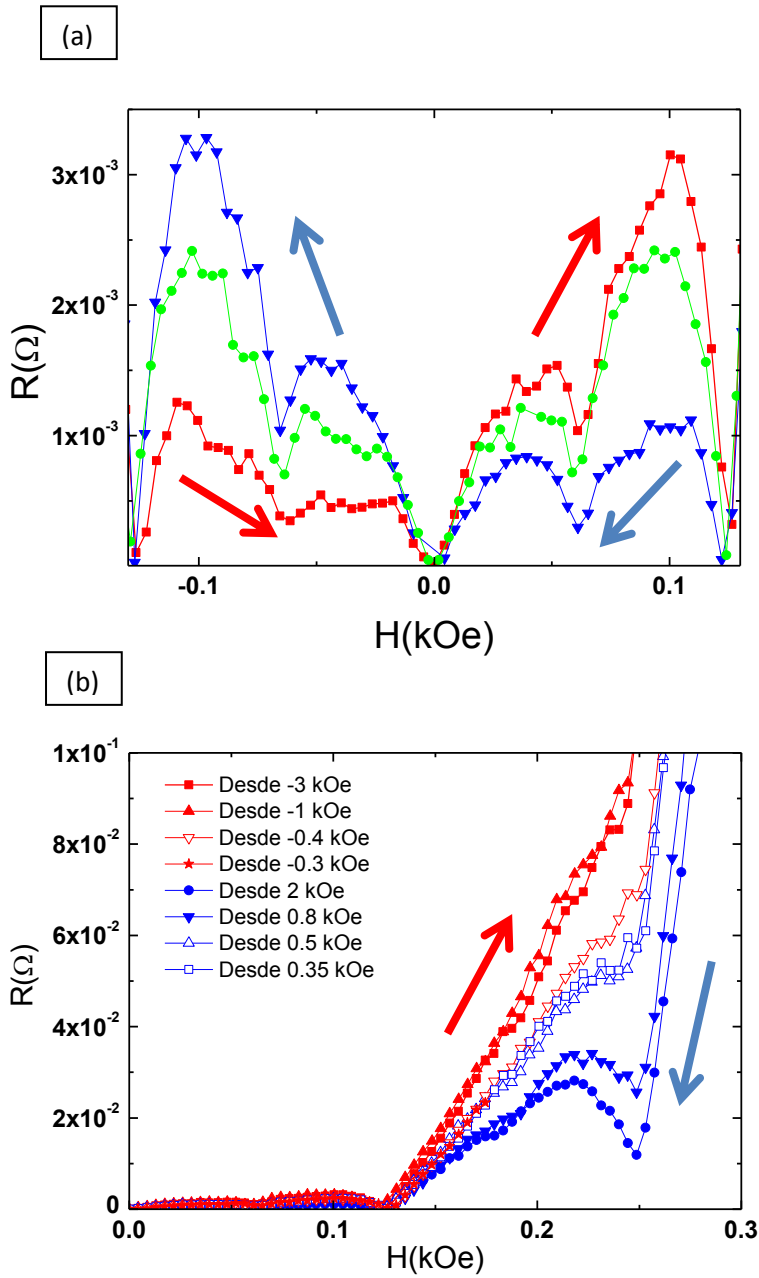 (a)
3x10⁻³
2x10⁻³
1x10⁻³
R(Ω)
-0.1 0.0 0.1
H(kOe)
(b)
1x10⁻¹
8x10⁻²
6x10⁻²
4x10⁻²
2x10⁻²
0
R(Ω)
Desde -3 kOe
Desde -1 kOe
Desde -0.4 kOe
Desde -0.3 kOe
Desde 2 kOe
Desde 0.8 kOe
Desde 0.5 kOe
Desde 0.35 kOe
0.0 0.1 0.2 0.3
H(kOe)